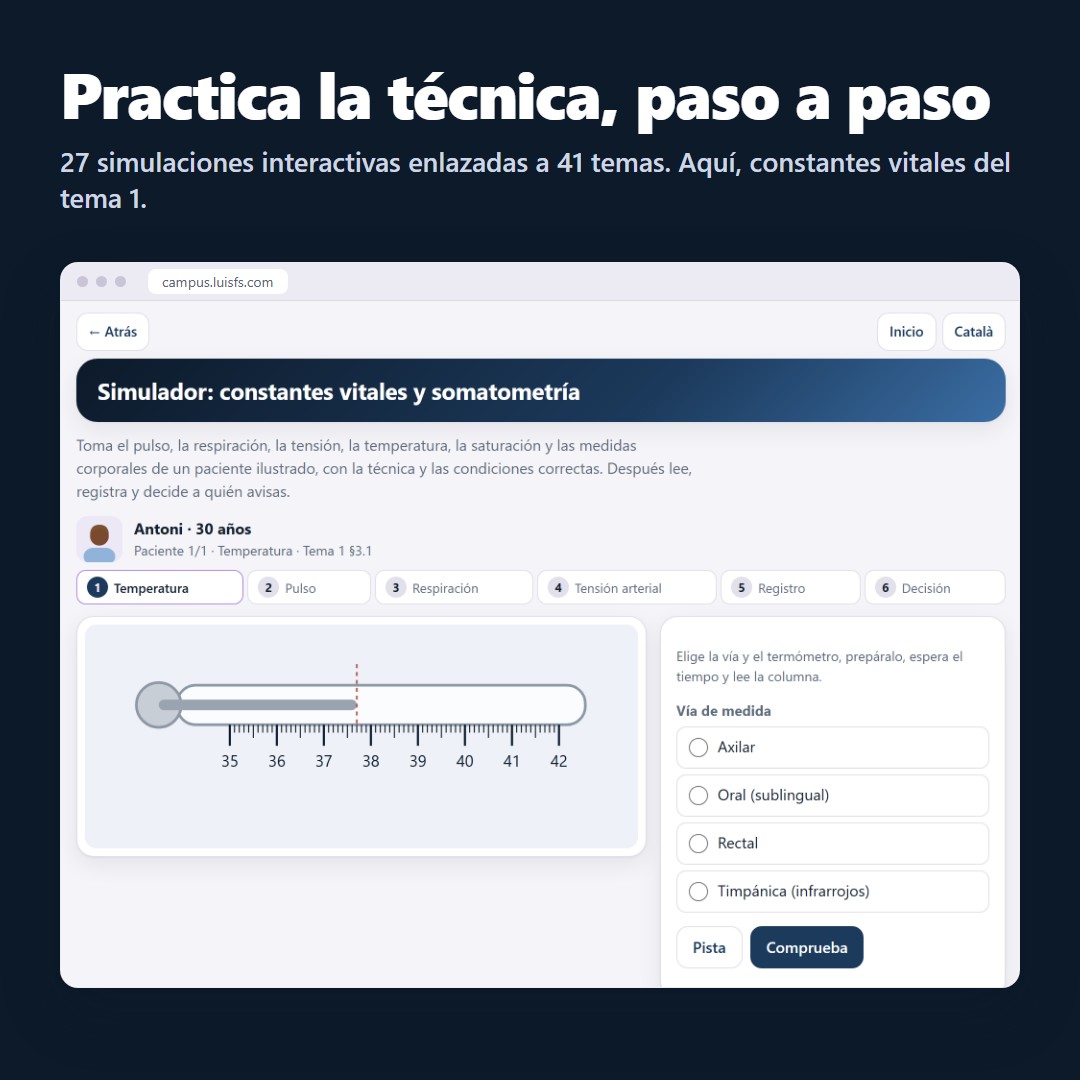 Practica la técnica, paso a paso
27 simulaciones interactivas enlazadas a 41 temas. Aquí, constantes vitales del
tema 1.
campus.luisfs.com
← Atrás
Inicio
Català
Simulador: constantes vitales y somatometría
Toma el pulso, la respiración, la tensión, la temperatura, la saturación y las medidas
corporales de un paciente ilustrado, con la técnica y las condiciones correctas. Después lee,
registra y decide a quién avisas.
Antoni · 30 años
Paciente 1/1 · Temperatura · Tema 1 §3.1
1 Temperatura
2 Pulso
3 Respiración
4 Tensión arterial
5 Registro
6 Decisión
35 36 37 38 39 40 41 42
Elige la vía y el termómetro, prepáralo, espera el
tiempo y lee la columna.
Vía de medida
Axilar
Oral (sublingual)
Rectal
Timpánica (infrarrojos)
Pista
Comprueba